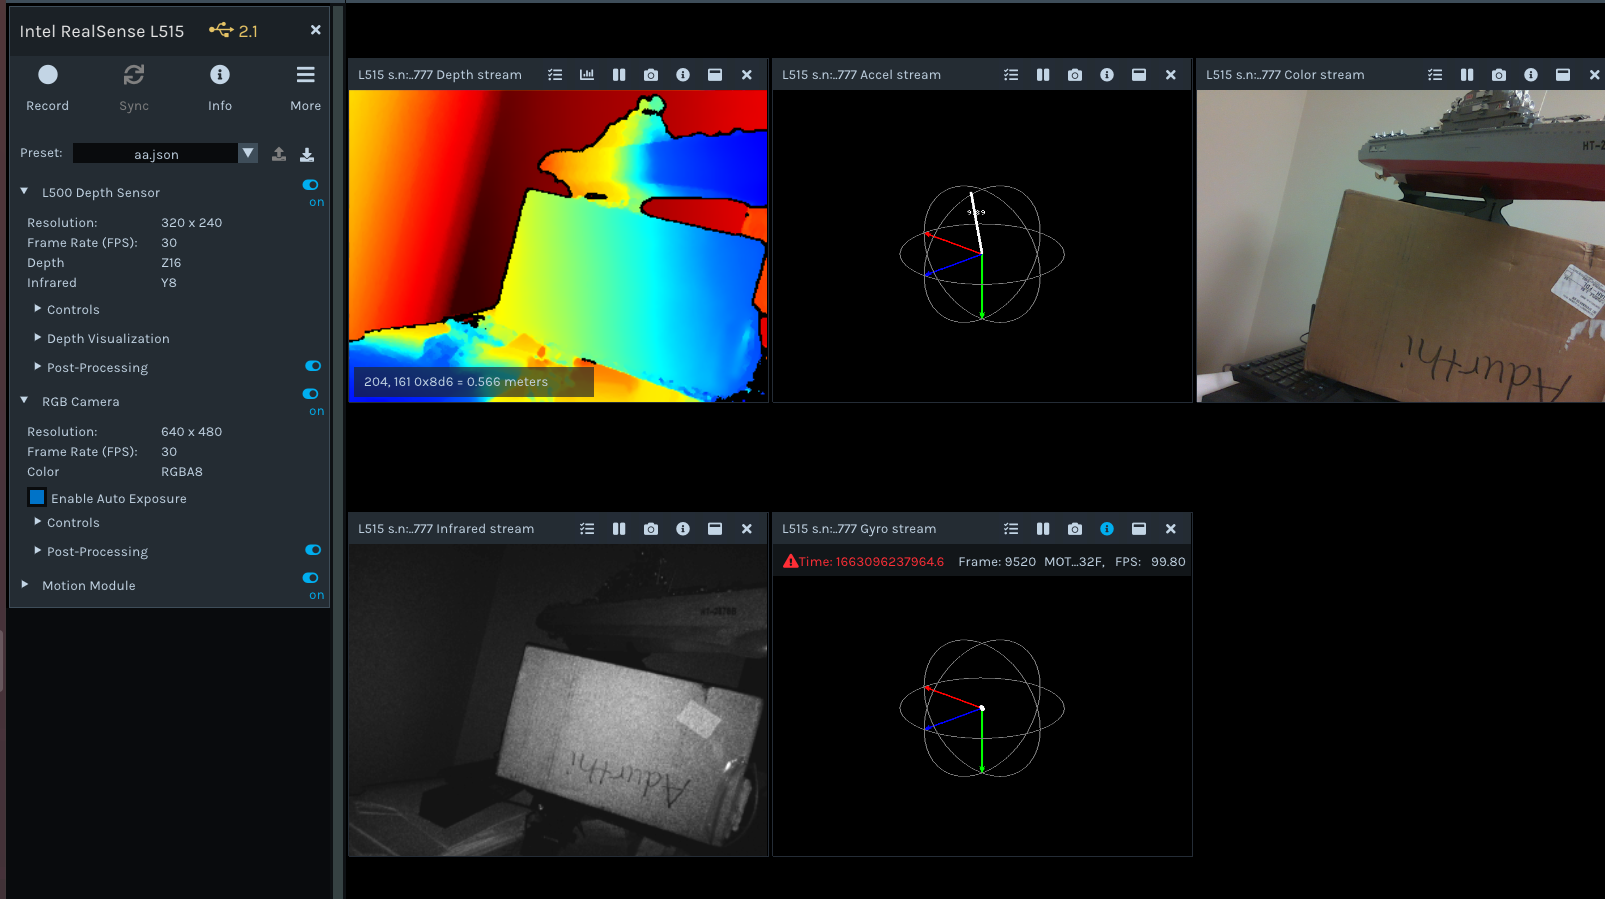 Intel RealSense L515 2.1
Record Sync Info More
Preset: aa.json
L500 Depth Sensor
on
Resolution: 320 x 240
Frame Rate (FPS): 30
Depth Z16
Infrared Y8
Controls
Depth Visualization
Post-Processing
RGB Camera
on
Resolution: 640 x 480
Frame Rate (FPS): 30
Color RGBA8
Enable Auto Exposure
Controls
Post-Processing
Motion Module
on
L515 s.n:..777 Depth stream
204, 161 0x8d6 = 0.566 meters
L515 s.n:..777 Accel stream
L515 s.n:..777 Color stream
HT-2
Adurthi
L515 s.n:..777 Infrared stream
Adurthi
L515 s.n:..777 Gyro stream
Time: 1663096237964.6 Frame: 9520 MOT...32F, FPS: 99.80